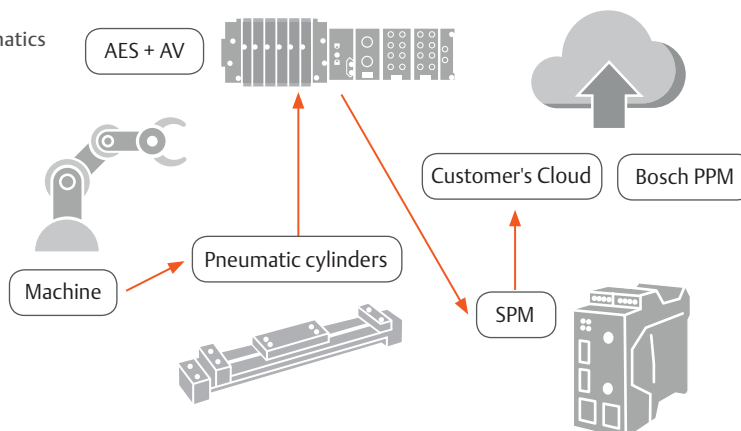 matics
AES + AV
Customer's Cloud
Bosch PPM
Pneumatic cylinders
Machine
SPM